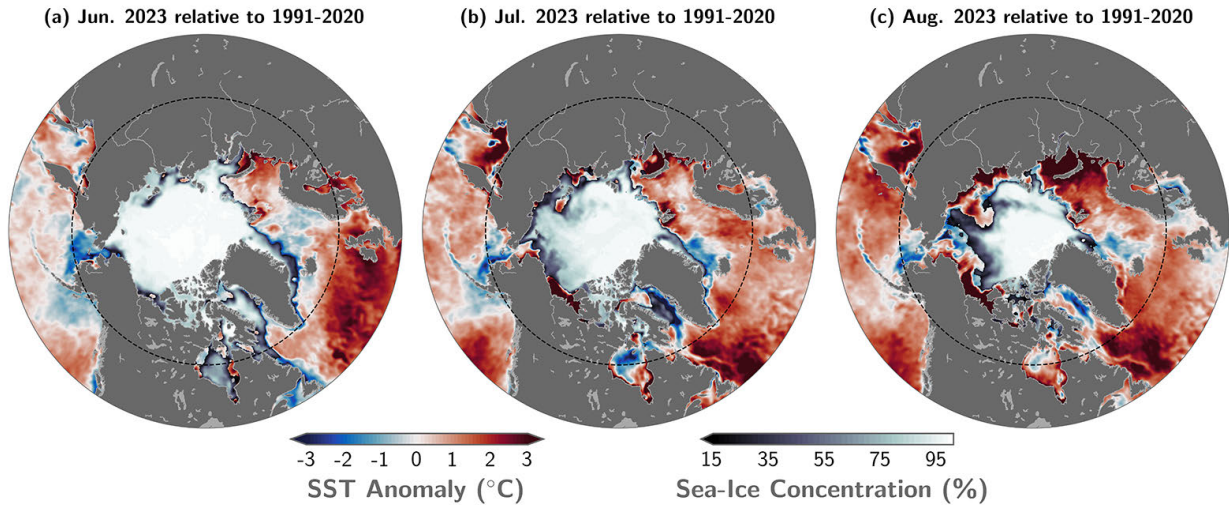 (a) Jun. 2023 relative to 1991-2020
(b) Jul. 2023 relative to 1991-2020
(c) Aug. 2023 relative to 1991-2020
-3 -2 -1 0 1 2 3
SST Anomaly (°C)
15 35 55 75 95
Sea-Ice Concentration (%)